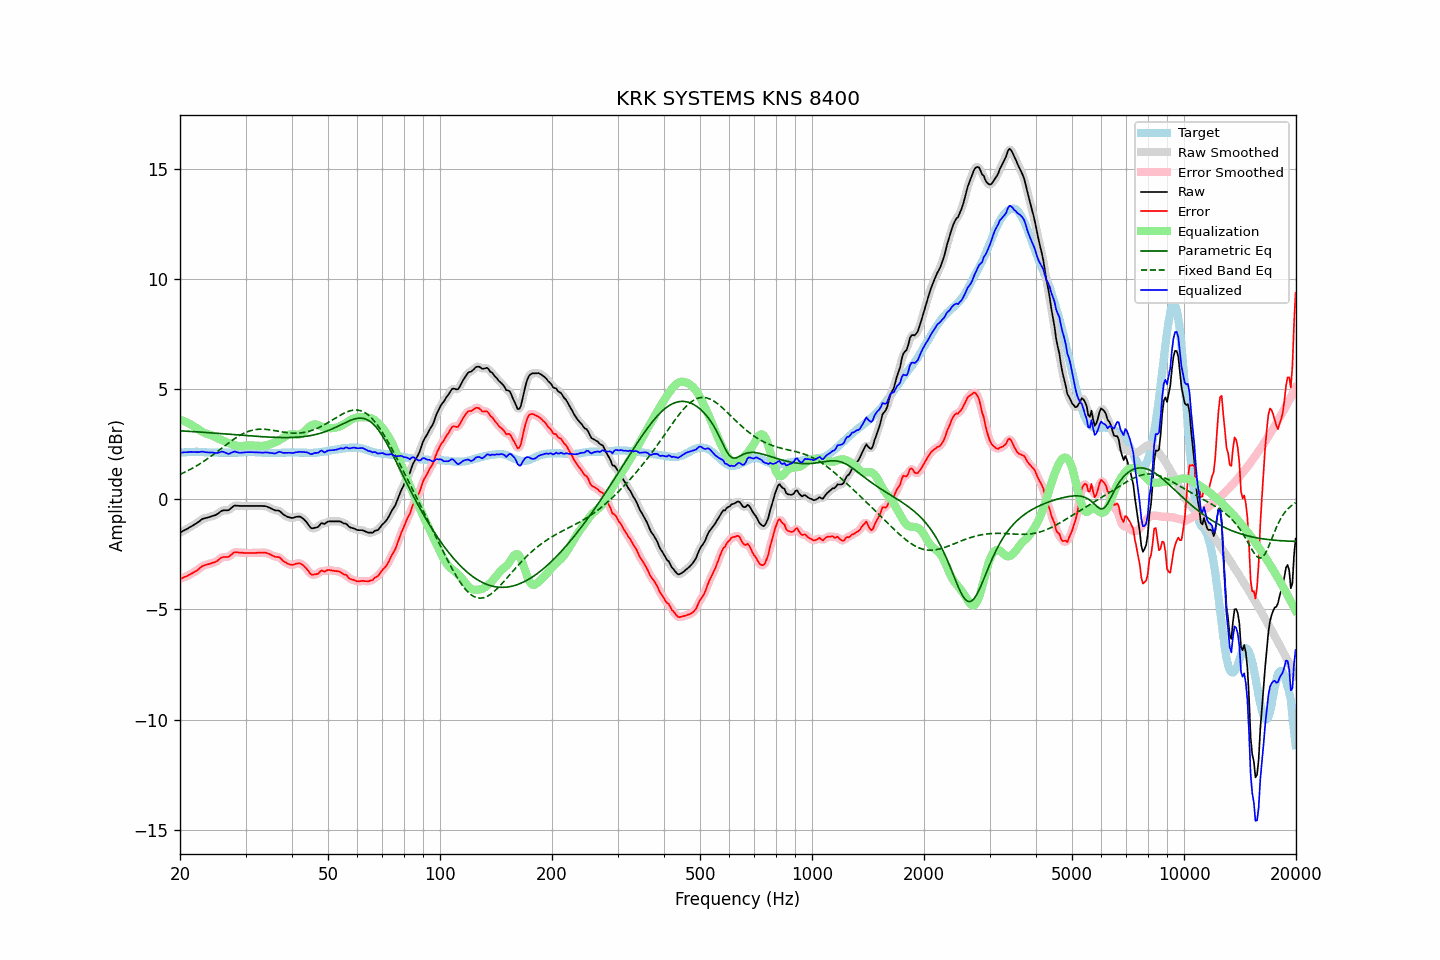 KRK SYSTEMS KNS 8400
Amplitude (dBr)
15
10
5
0
−5
−10
−15
20
50
100
200
500
1000
2000
5000
10000
20000
Frequency (Hz)
Target
Raw Smoothed
Error Smoothed
Raw
Error
Equalization
Parametric Eq
Fixed Band Eq
Equalized